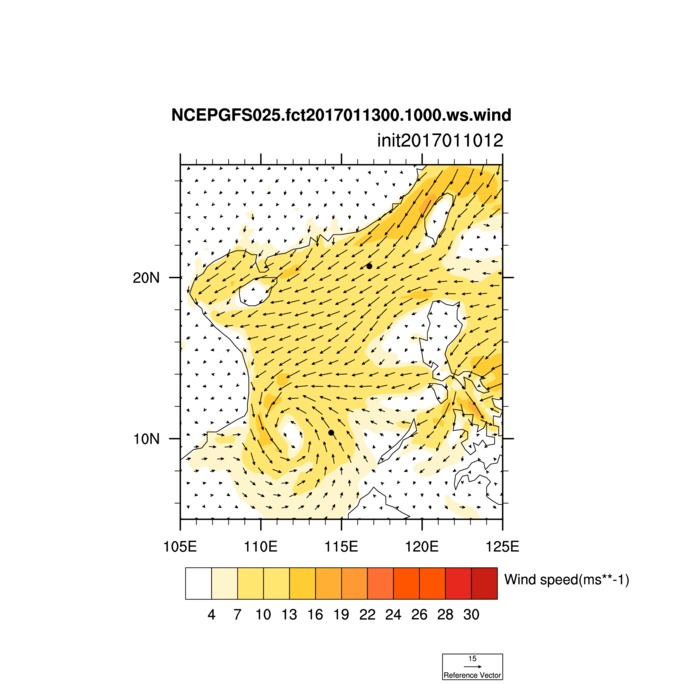 NCEPGFS025.fct2017011300.1000.ws.wind
init2017011012
20N
10N
105E 110E 115E 120E 125E
Wind speed(ms**-1)
4 7 10 13 16 19 22 24 26 28 30
15
Reference Vector